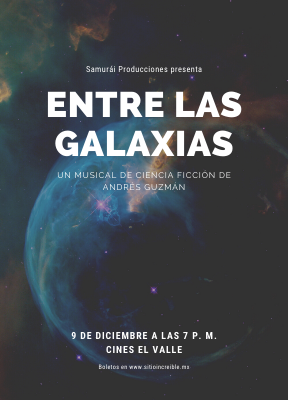 Samurái Producciones presenta
ENTRE LAS
GALAXIAS
UN MUSICAL DE CIENCIA FICCIÓN DE
ANDRÉS GUZMÁN
9 DE DICIEMBRE A LAS 7 P. M.
CINES EL VALLE
Boletos en www.sitioincreible.mx